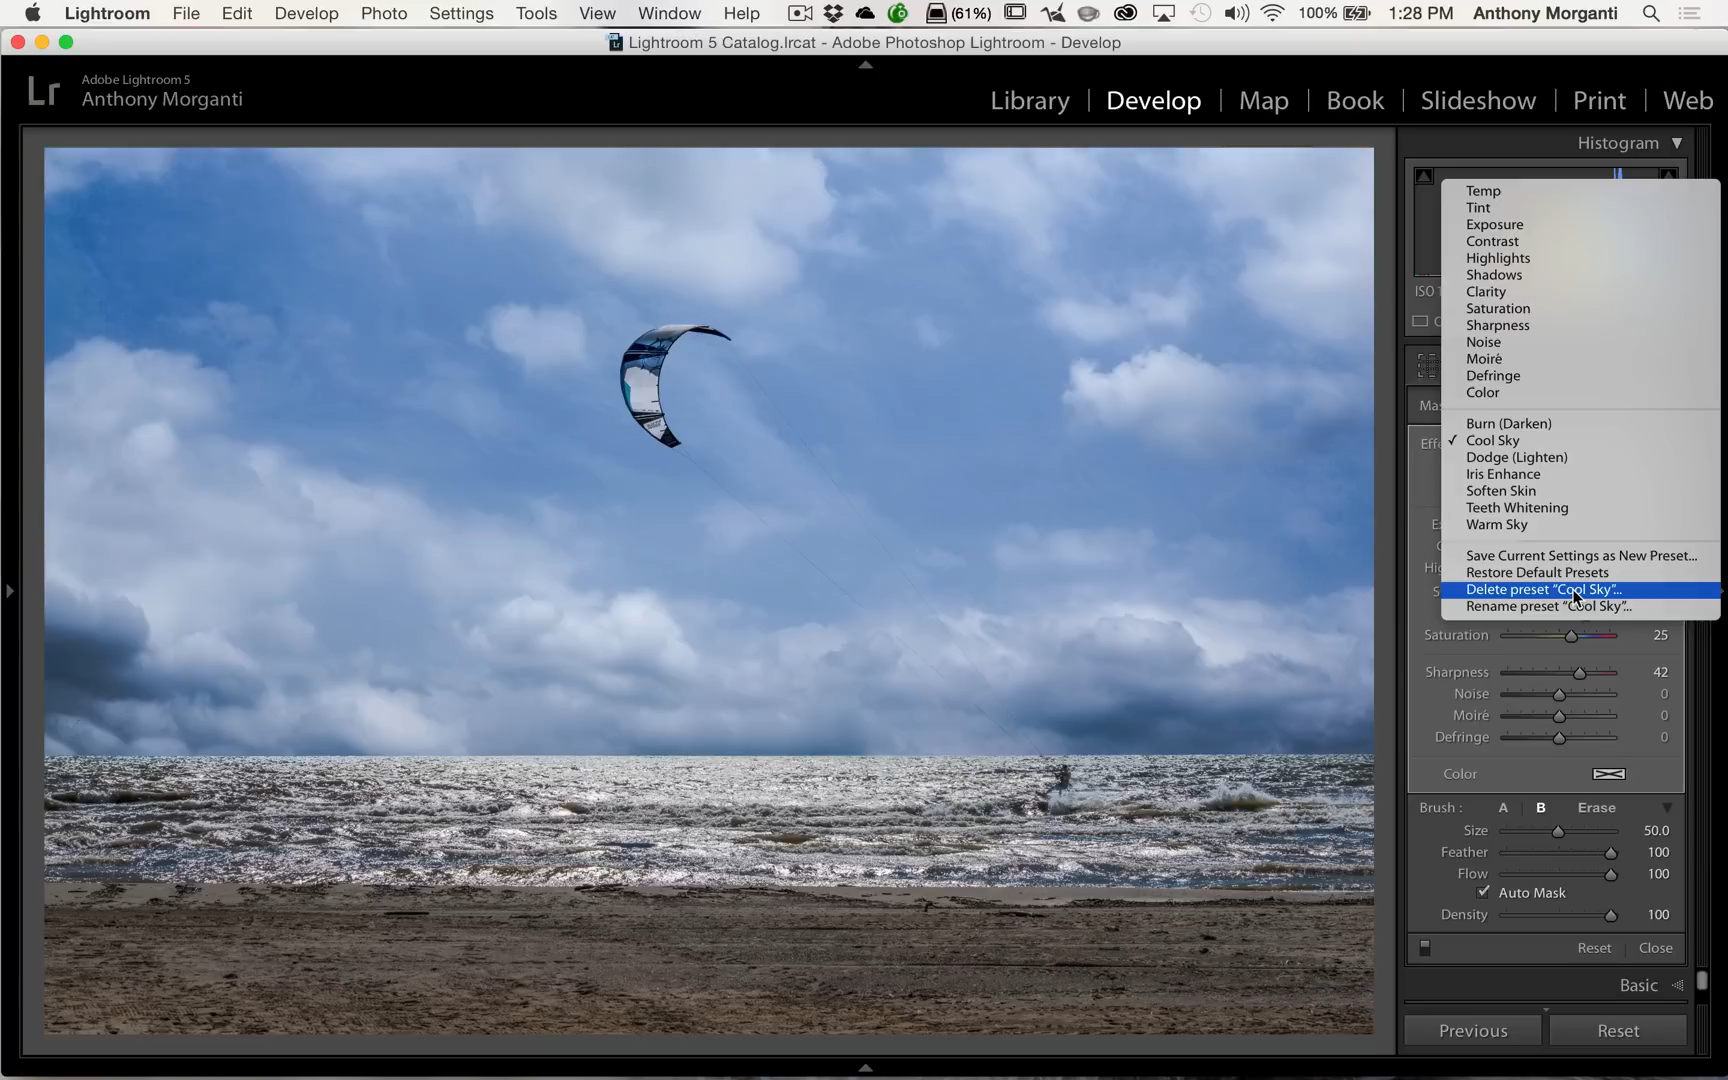 Lightroom File Edit Develop Photo Settings Tools View Window Help (61%) 100% 1:28 PM Anthony Morganti
Lightroom 5 Catalog.lrcat - Adobe Photoshop Lightroom - Develop
Lr
Adobe Lightroom 5
Anthony Morganti
Library | Develop | Map | Book | Slideshow | Print | Web
Histogram
ISO
Temp
Tint
Exposure
Contrast
Highlights
Shadows
Clarity
Saturation
Sharpness
Noise
Moiré
Defringe
Color
Burn (Darken)
✓ Cool Sky
Dodge (Lighten)
Iris Enhance
Soften Skin
Teeth Whitening
Warm Sky
Save Current Settings as New Preset...
Restore Default Presets
Delete preset “Cool Sky”...
Rename preset “Cool Sky”...
Saturation 25
Sharpness 42
Noise 0
Moiré 0
Defringe 0
Color
Brush : A B Erase
Size 50.0
Feather 100
Flow 100
Auto Mask
Density 100
Reset Close
Basic
Previous Reset